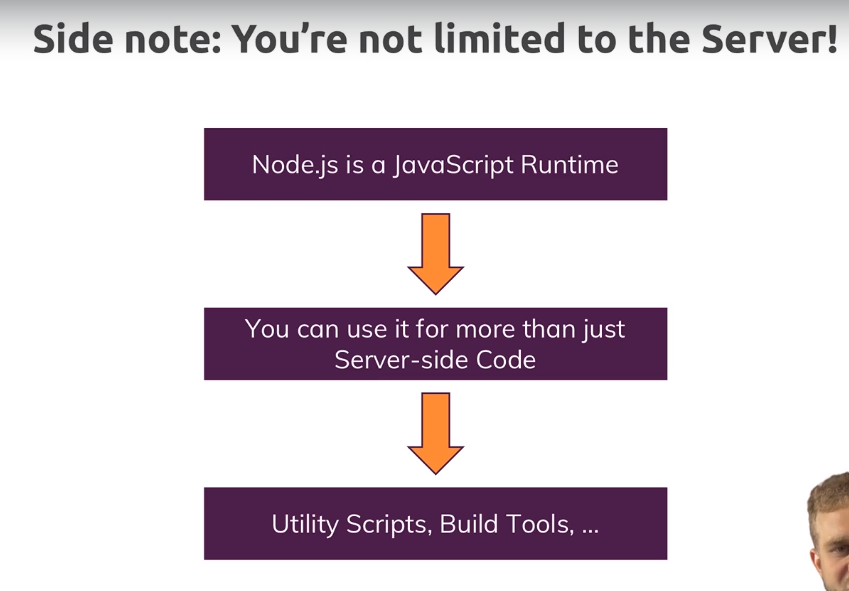 Side note: You're not limited to the Server!
Node.js is a JavaScript Runtime
You can use it for more than just
Server-side Code
Utility Scripts, Build Tools, ...